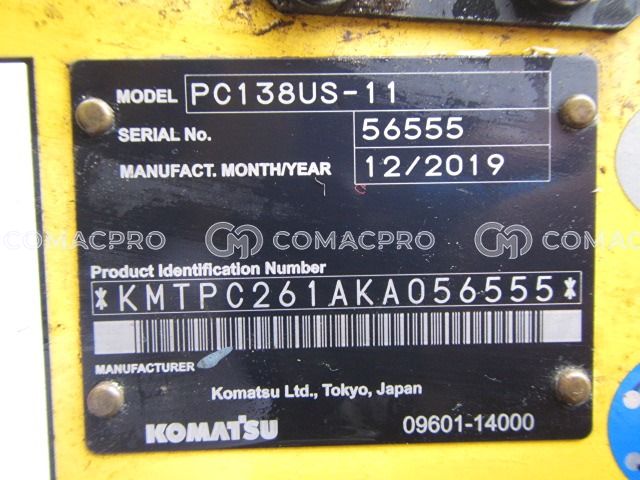 MODEL PC138US-11
SERIAL No. 56555
MANUFACT. MONTH/YEAR 12/2019
COMACPRO COMACPRO COMACPRO
Product Identification Number
*KMTPC261AKA056555*
MANUFACTURER
Komatsu Ltd., Tokyo, Japan
KOMATSU 09601-14000